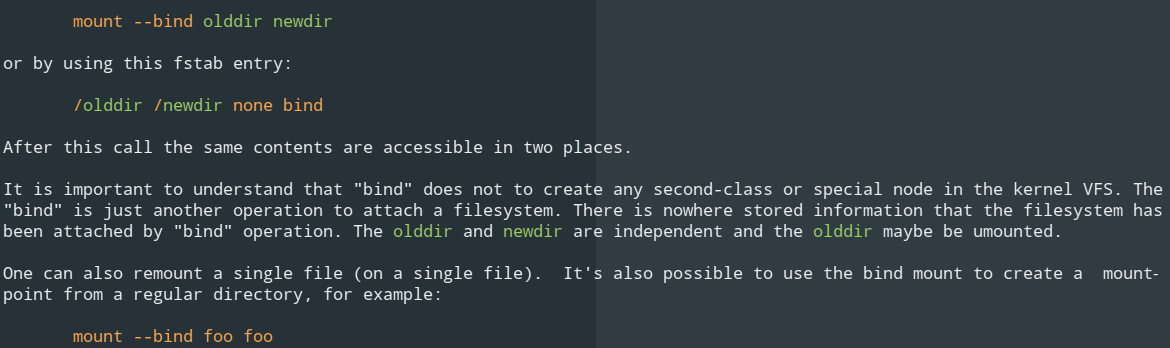 mount --bind olddir newdir
or by using this fstab entry:
/olddir /newdir none bind
After this call the same contents are accessible in two places.
It is important to understand that "bind" does not to create any second-class or special node in the kernel VFS. The
"bind" is just another operation to attach a filesystem. There is nowhere stored information that the filesystem has
been attached by "bind" operation. The olddir and newdir are independent and the olddir maybe be umounted.
One can also remount a single file (on a single file).  It's also possible to use the bind mount to create a  mount-
point from a regular directory, for example:
mount --bind foo foo